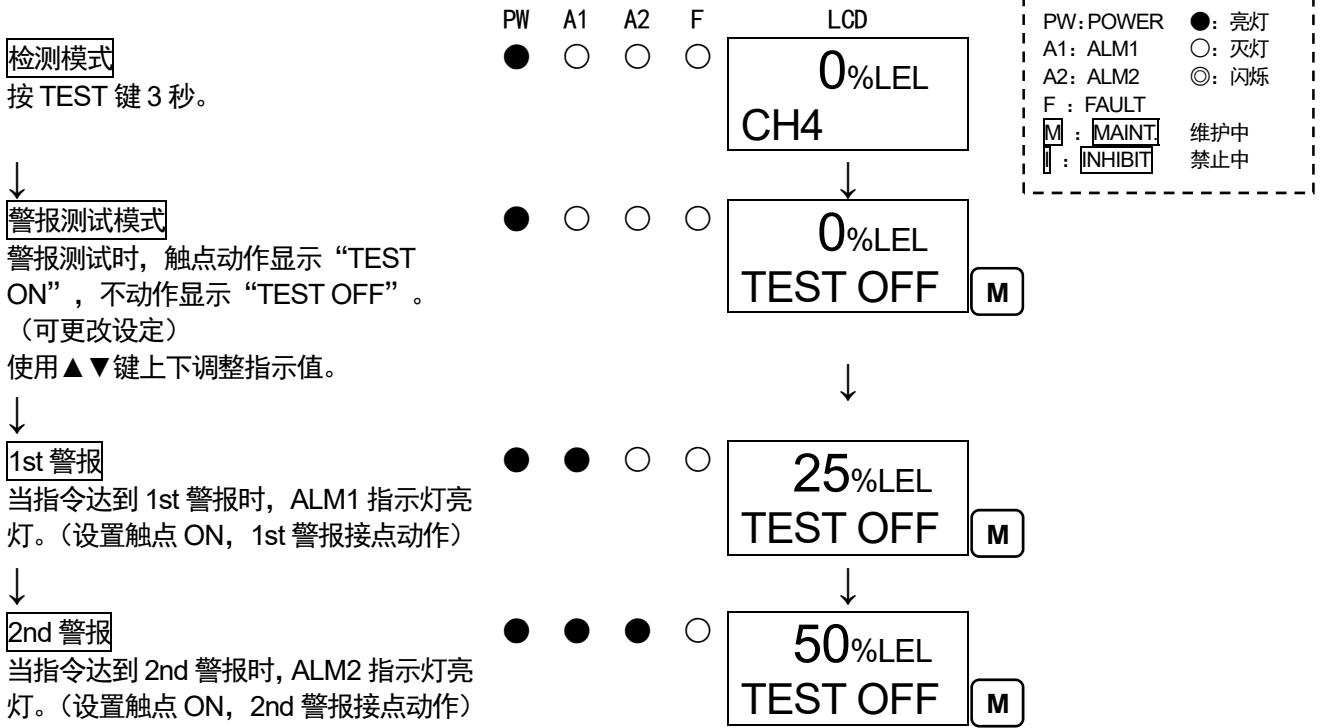 PW A1 A2 F LCD
检测模式 ● ○ ○ ○ 0%LEL
按 TEST 键 3 秒。 CH4
PW:POWER ●：亮灯
A1：ALM1 ○：灭灯
A2：ALM2 ◎：闪烁
F ：FAULT
M ：MAINT. 维护中
I ：INHIBIT 禁止中
↓ ↓
警报测试模式 ● ○ ○ ○ 0%LEL
警报测试时，触点动作显示“TEST
ON”，不动作显示“TEST OFF”。 TEST OFF M
（可更改设定）
使用▲▼键上下调整指示值。
↓ ↓
1st 警报 ● ● ○ ○ 25%LEL
当指令达到 1st 警报时，ALM1 指示灯亮
灯。（设置触点 ON，1st 警报接点动作） TEST OFF M
↓ ↓
2nd 警报 ● ● ● ○ 50%LEL
当指令达到 2nd 警报时, ALM2 指示灯亮
灯。（设置触点 ON，2nd 警报接点动作） TEST OFF M